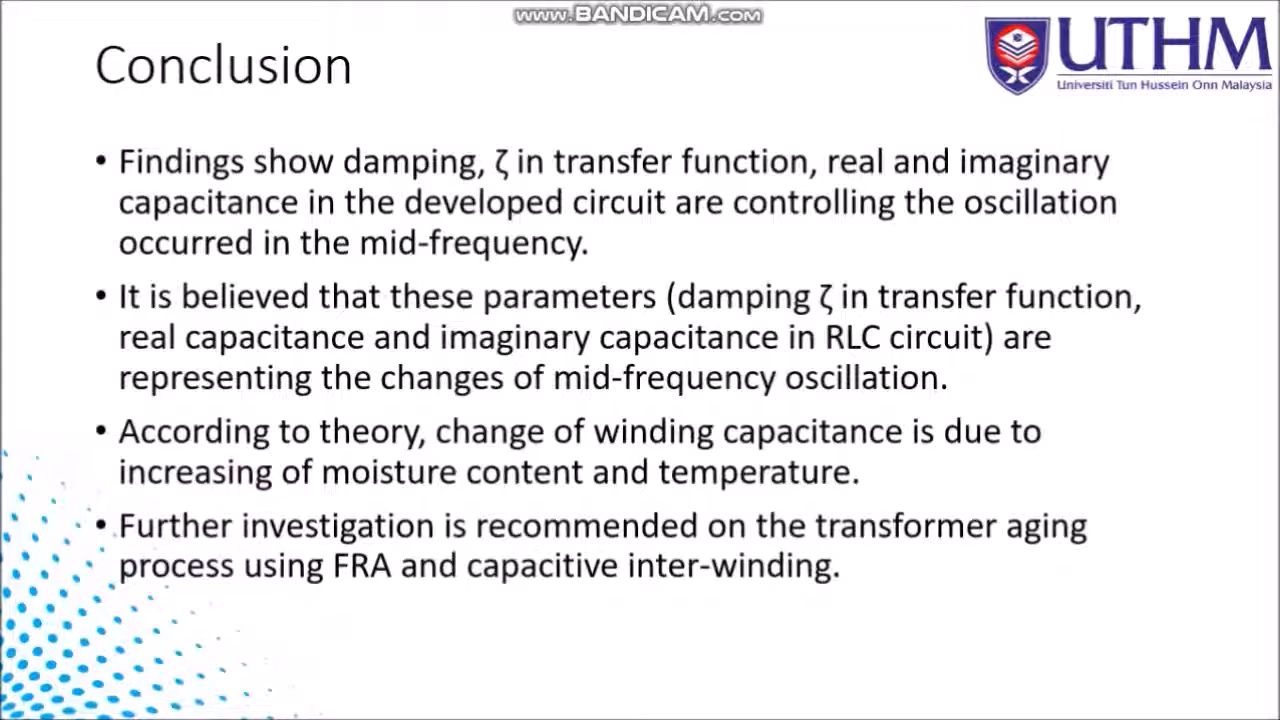 www.BANDICAM.com
UTHM
Universiti Tun Hussein Onn Malaysia
Conclusion
• Findings show damping, ζ in transfer function, real and imaginary
capacitance in the developed circuit are controlling the oscillation
occurred in the mid-frequency.
• It is believed that these parameters (damping ζ in transfer function,
real capacitance and imaginary capacitance in RLC circuit) are
representing the changes of mid-frequency oscillation.
• According to theory, change of winding capacitance is due to
increasing of moisture content and temperature.
• Further investigation is recommended on the transformer aging
process using FRA and capacitive inter-winding.